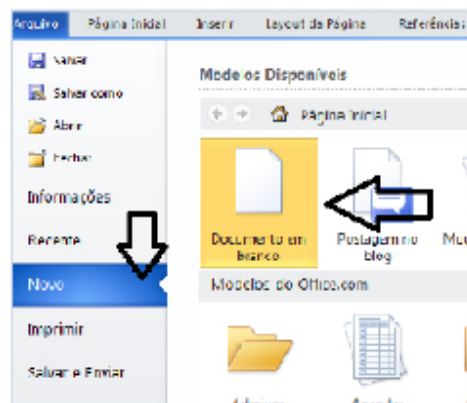 Arquivo Página Inicial Inserir Layout da Página Referências
Salvar
Salvar como
Abrir
Fechar
Informações
Recente
Novo
Imprimir
Salvar e Enviar
Modelos Disponíveis
Página inicial
Documento em
branco
Postagem no
blog
Modelos do Office.com